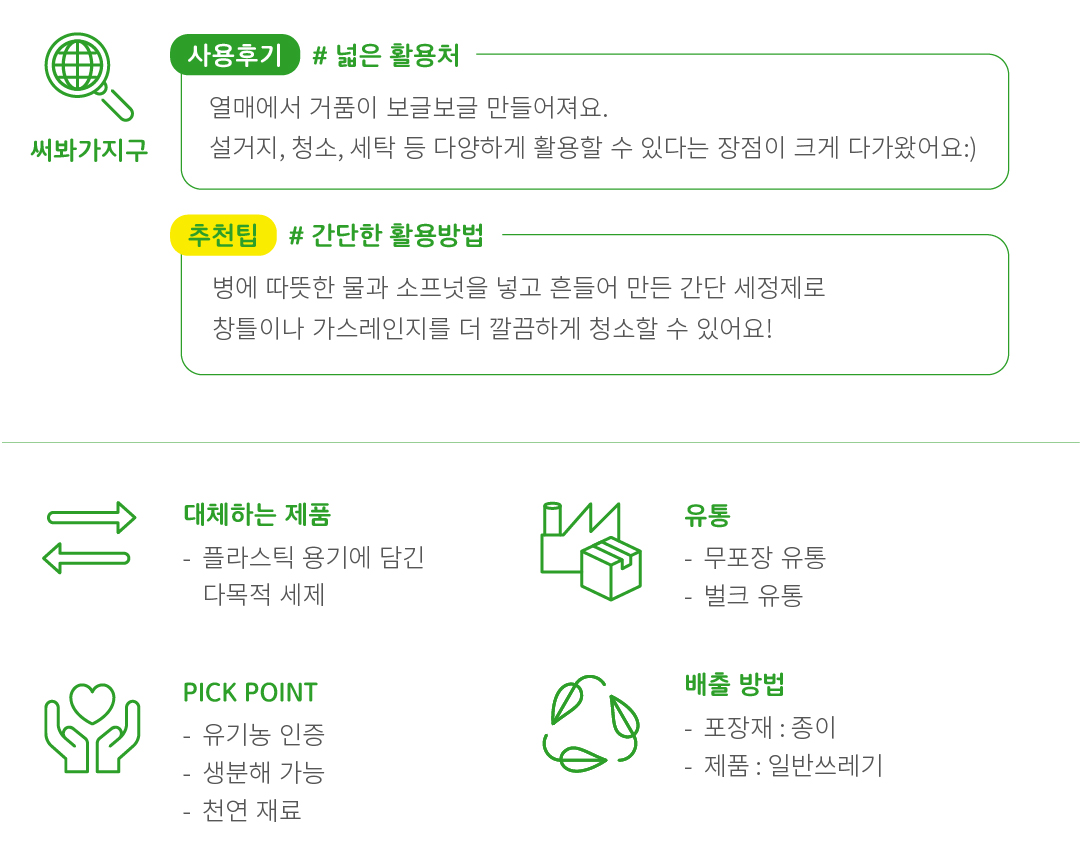 써봐가지구
사용후기 # 넓은 활용처
열매에서 거품이 보글보글 만들어져요.
설거지, 청소, 세탁 등 다양하게 활용할 수 있다는 장점이 크게 다가왔어요:)
추천팁 # 간단한 활용방법
병에 따뜻한 물과 소프넛을 넣고 흔들어 만든 간단 세정제로
창틀이나 가스레인지를 더 깔끔하게 청소할 수 있어요!
대체하는 제품
- 플라스틱 용기에 담긴
다목적 세제
유통
- 무포장 유통
- 벌크 유통
PICK POINT
- 유기농 인증
- 생분해 가능
- 천연 재료
배출 방법
- 포장재 : 종이
- 제품 : 일반쓰레기